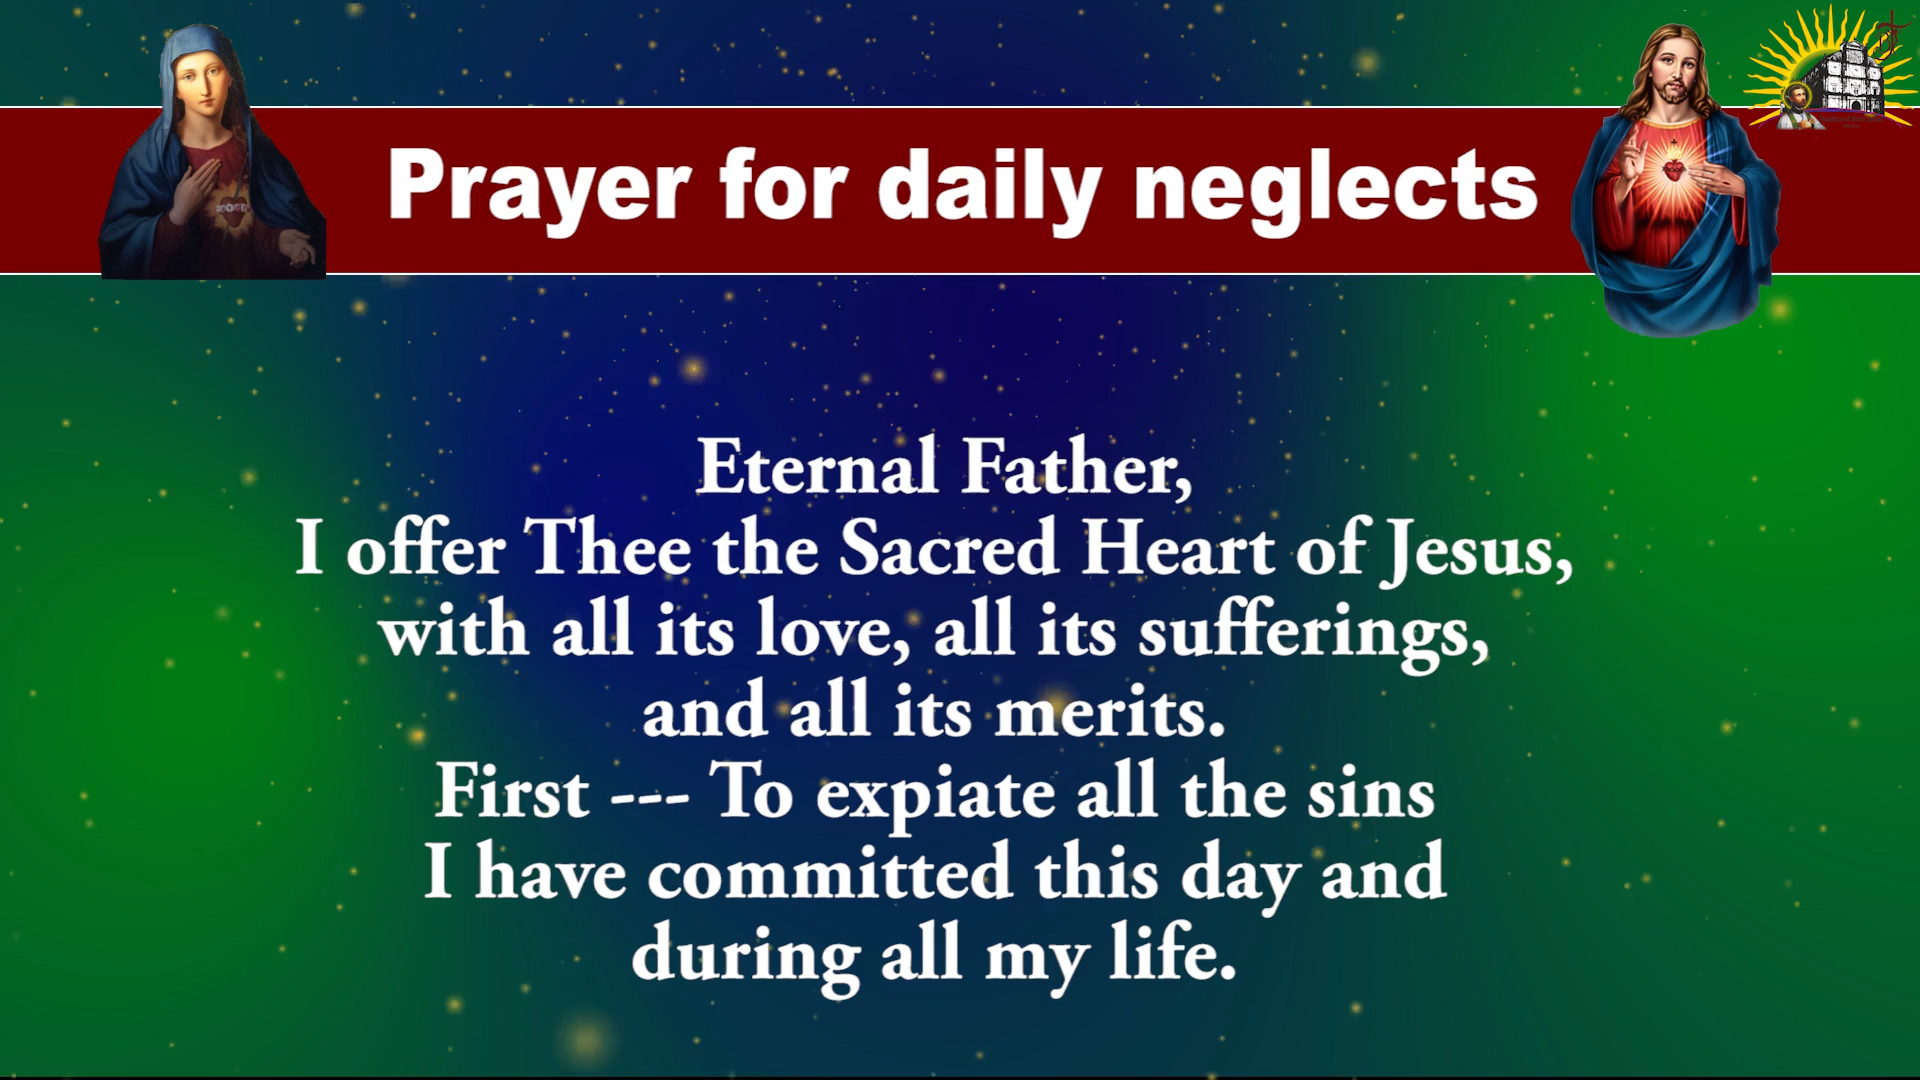 Prayer for daily neglects
Eternal Father,
I offer Thee the Sacred Heart of Jesus,
with all its love, all its sufferings,
and all its merits.
First --- To expiate all the sins
I have committed this day and
during all my life.